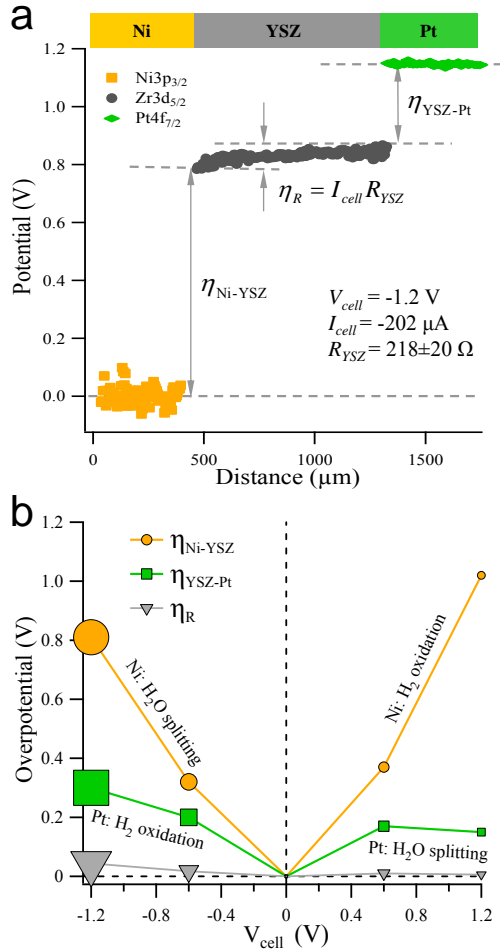 a
Ni YSZ Pt
1.2
1.0
0.8
0.6
0.4
0.2
0.0
Potential (V)
Ni3p3/2
Zr3d5/2
Pt4f7/2
ηYSZ-Pt
ηR = Icell RYSZ
ηNi-YSZ
Vcell = -1.2 V
Icell = -202 µA
RYSZ = 218±20 Ω
0 500 1000 1500
Distance (µm)
b
1.2
1.0
0.8
0.6
0.4
0.2
0
Overpotential (V)
ηNi-YSZ
ηYSZ-Pt
ηR
Ni: H2O splitting
Pt: H2 oxidation
Ni: H2 oxidation
Pt: H2O splitting
-1.2 -0.8 -0.4 0 0.4 0.8 1.2
Vcell (V)